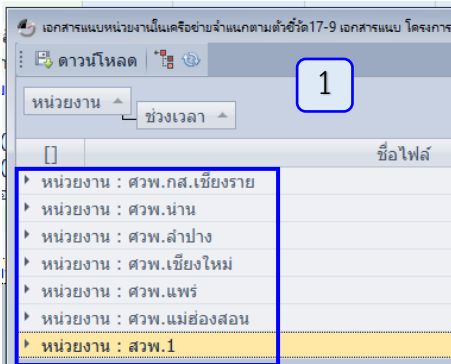 เอกสารแนบหน่วยงานในเครือข่ายจำแนกตามตัวชี้วัด17-9 เอกสารแนบ โครงการ
ดาวน์โหลด
1
หน่วยงาน
ช่วงเวลา
[] ชื่อไฟล์
หน่วยงาน : ศวพ.กส.เชียงราย
หน่วยงาน : ศวพ.น่าน
หน่วยงาน : ศวพ.ลำปาง
หน่วยงาน : ศวพ.เชียงใหม่
หน่วยงาน : ศวพ.แพร่
หน่วยงาน : ศวพ.แม่ฮ่องสอน
หน่วยงาน : สวพ.1